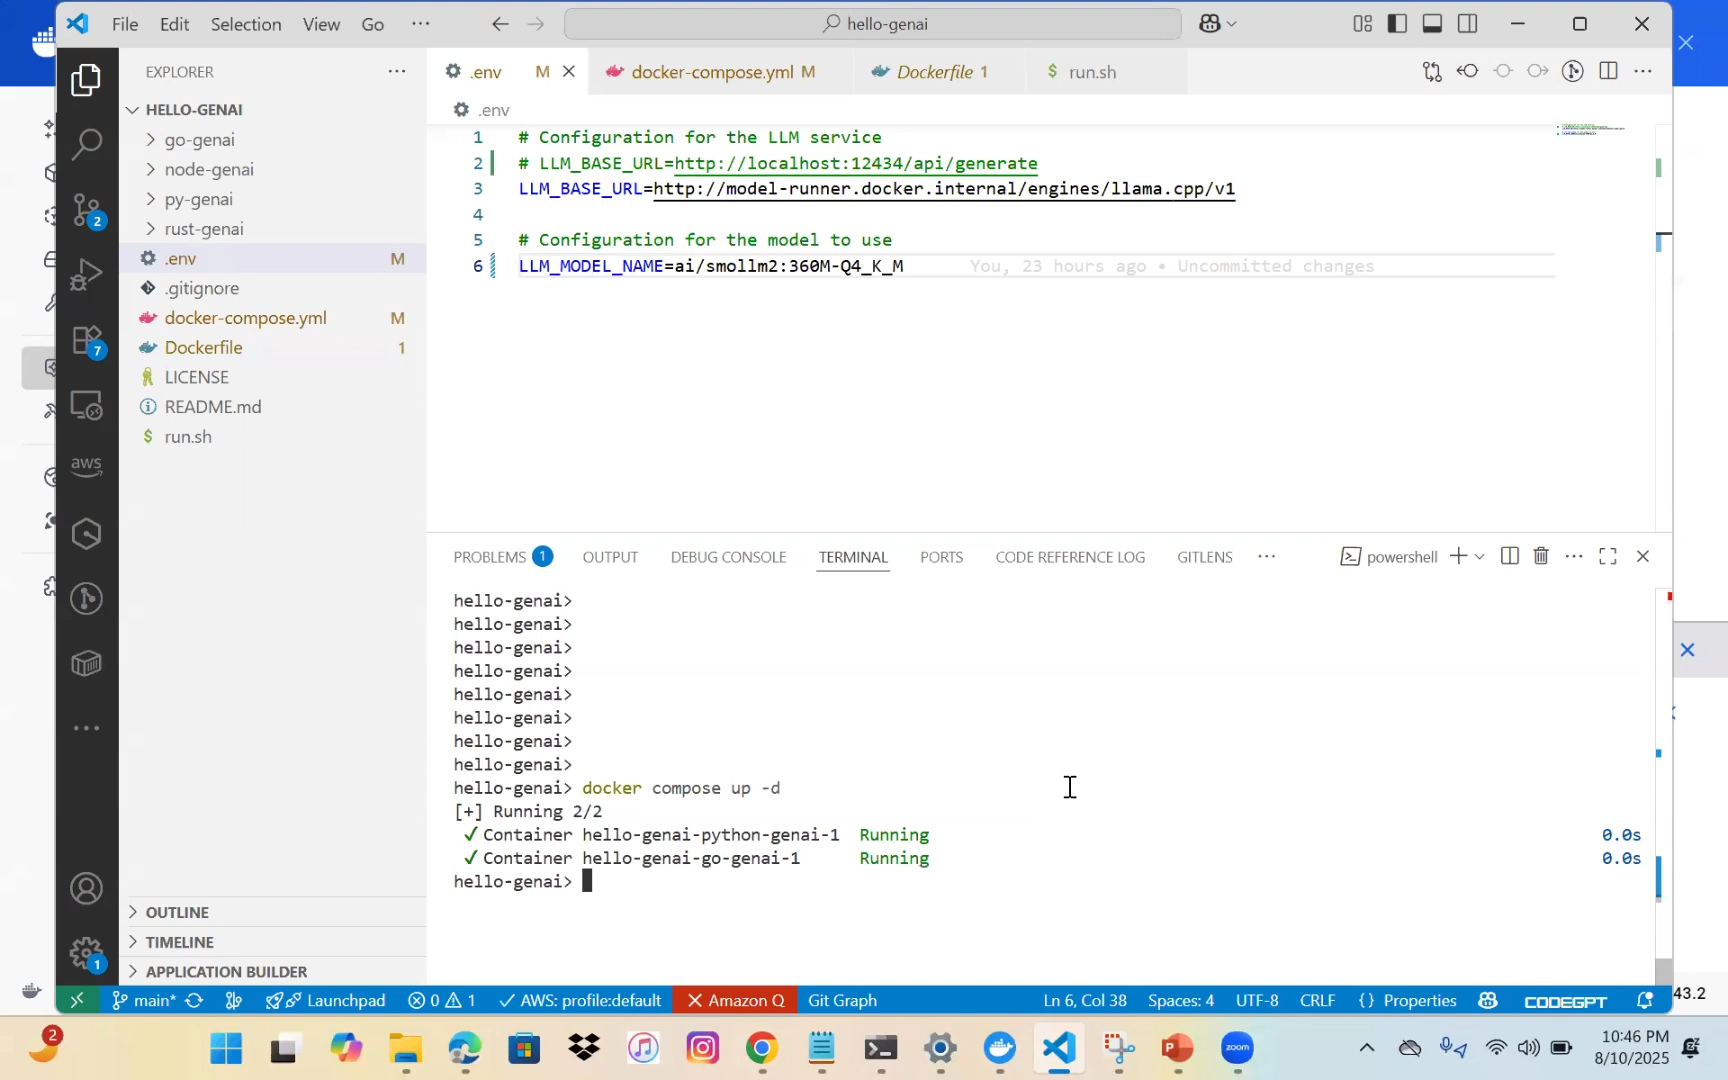 File Edit Selection View Go ··· hello-genai
EXPLORER ···
.env M docker-compose.yml M Dockerfile 1 $ run.sh
HELLO-GENAI
go-genai
node-genai
py-genai
rust-genai
.env M
.gitignore
docker-compose.yml M
Dockerfile 1
LICENSE
README.md
$ run.sh
OUTLINE
TIMELINE
APPLICATION BUILDER
2
7
aws
1
.env
1 # Configuration for the LLM service
2 # LLM_BASE_URL=http://localhost:12434/api/generate
3 LLM_BASE_URL=http://model-runner.docker.internal/engines/llama.cpp/v1
4
5 # Configuration for the model to use
6 LLM_MODEL_NAME=ai/smollm2:360M-Q4_K_M You, 23 hours ago • Uncommitted changes
PROBLEMS 1 OUTPUT DEBUG CONSOLE TERMINAL PORTS CODE REFERENCE LOG GITLENS ··· powershell
hello-genai>
hello-genai>
hello-genai>
hello-genai>
hello-genai>
hello-genai>
hello-genai>
hello-genai>
hello-genai> docker compose up -d
[+] Running 2/2
✓ Container hello-genai-python-genai-1 Running 0.0s
✓ Container hello-genai-go-genai-1 Running 0.0s
hello-genai>
main* Launchpad 0 1 AWS: profile:default Amazon Q Git Graph Ln 6, Col 38 Spaces: 4 UTF-8 CRLF {} Properties CODEGPT
43.2
2
zoom
10:46 PM
8/10/2025